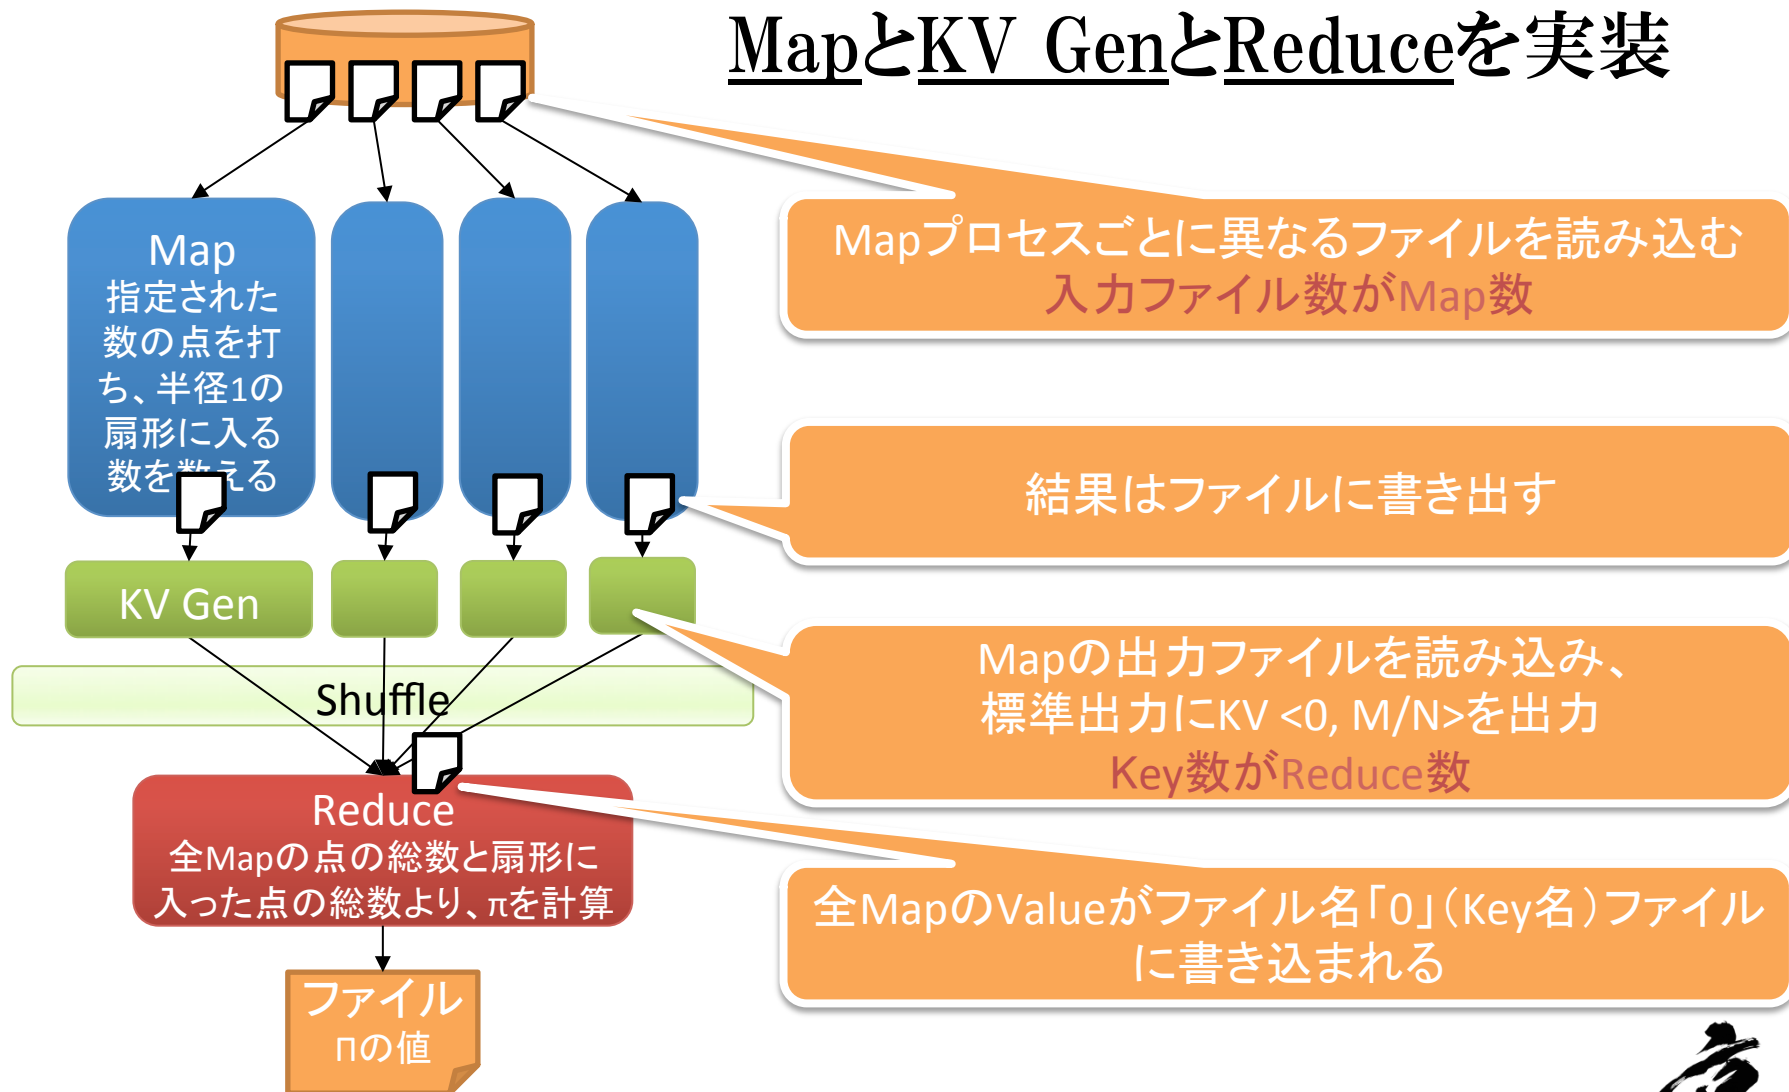 MapとKV GenとReduceを実装
Map
指定された
数の点を打
ち、半径1の
扇形に入る
数を数える
KV Gen
Shuffle
Reduce
全Mapの点の総数と扇形に
入った点の総数より、πを計算
ファイル
Πの値
Mapプロセスごとに異なるファイルを読み込む
入力ファイル数がMap数
結果はファイルに書き出す
Mapの出力ファイルを読み込み、
標準出力にKV <0, M/N>を出力
Key数がReduce数
全MapのValueがファイル名「0」(Key名)ファイル
に書き込まれる